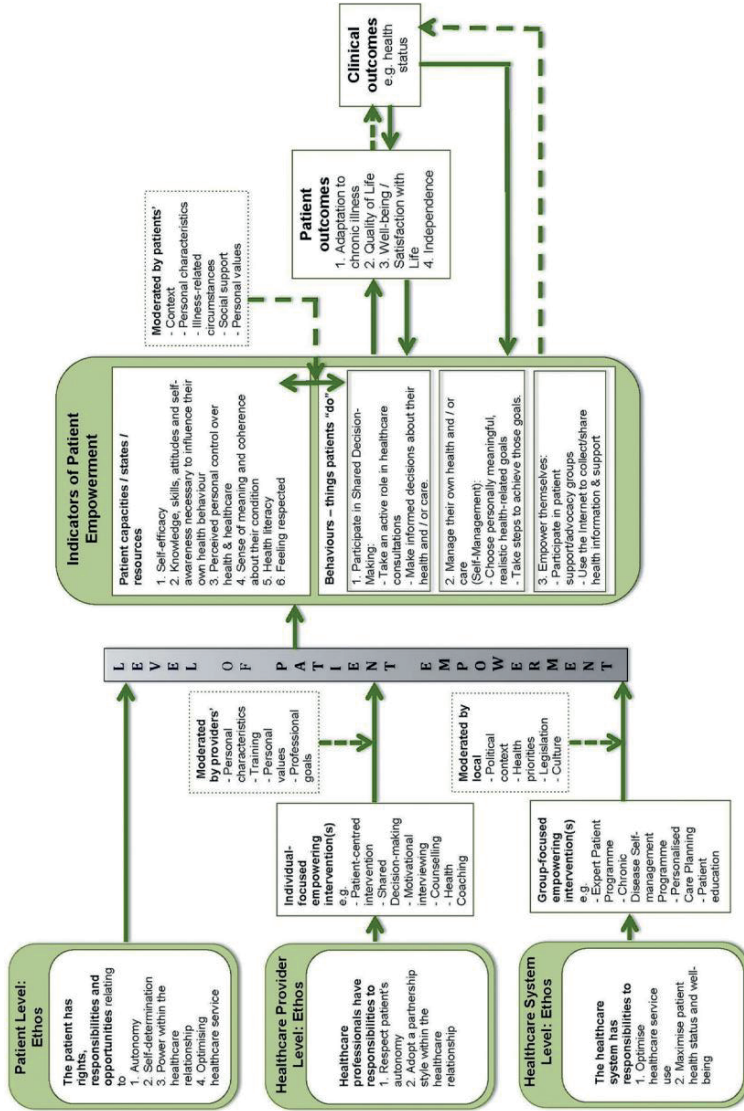 Patient Level:
Ethos
The patient has
rights,
responsibilities and
opportunities relating
to
1. Autonomy
2. Self-determination
3. Power within the
healthcare
relationship
4. Optimising
healthcare service
Healthcare Provider
Level: Ethos
Healthcare
professionals have
responsibilities to
1. Respect patient's
autonomy
2. Adopt a partnership
style within the
healthcare
relationship
Healthcare System
Level: Ethos
The healthcare
system has
responsibilities to
1. Optimise
healthcare service
use
2. Maximise patient
health status and well-
being
Individual-
focused
empowering
intervention(s)
e.g.
- Patient-centred
intervention
- Shared
Decision-making
- Motivational
interviewing
- Counselling
- Health
Coaching
Group-focused
empowering
intervention(s)
e.g.
- Expert Patient
Programme
- Chronic
Disease Self-
management
Programme
- Personalised
Care Planning
- Patient
education
Moderated
by providers'
- Personal
characteristics
- Training
- Personal
values
- Professional
goals
Moderated by
local
- Political
context
- Health
priorities
- Legislation
- Culture
LEVEL OF PATIENT EMPOWERMENT
Indicators of Patient
Empowerment
Patient capacities / states /
resources
1. Self-efficacy
2. Knowledge, skills, attitudes and self-
awareness necessary to influence their
own health behaviour
3. Perceived personal control over
health & healthcare
4. Sense of meaning and coherence
about their condition
5. Health literacy
6. Feeling respected
Behaviours – things patients "do"
1. Participate in Shared Decision-
Making:
- Take an active role in healthcare
consultations
- Make informed decisions about their
health and / or care.
2. Manage their own health and / or
care
(Self-Management):
- Choose personally meaningful,
realistic health-related goals
- Take steps to achieve those goals.
3. Empower themselves:
- Participate in patient
support/advocacy groups
- Use the Internet to collect/share
health information & support
Moderated by patients'
- Context
- Personal characteristics
- Illness-related
circumstances
- Social support
- Personal values
Patient
outcomes
1. Adaptation to
chronic illness
2. Quality of Life
3. Well-being /
Satisfaction with
Life
4. Independence
Clinical
outcomes
e.g. health
status